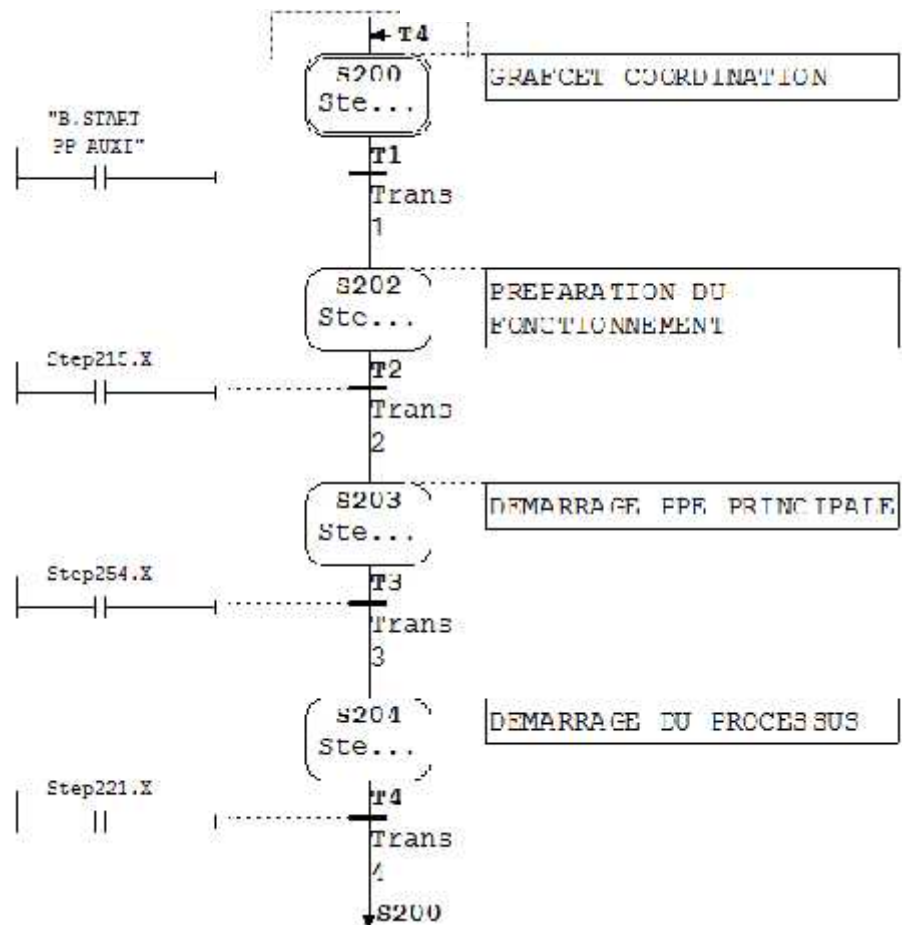 T4
S200
Ste...
GRAFCET COORDINATION
"B.START
PP AUXI"
T1
Trans
1
S202
Ste...
PREPARATION DU
FONCTIONNEMENT
Step215.X
T2
Trans
2
S203
Ste...
DEMARRAGE PPE PRINCIPALE
Step254.X
T3
Trans
3
S204
Ste...
DEMARRAGE DU PROCESSUS
Step221.X
T4
Trans
4
S200